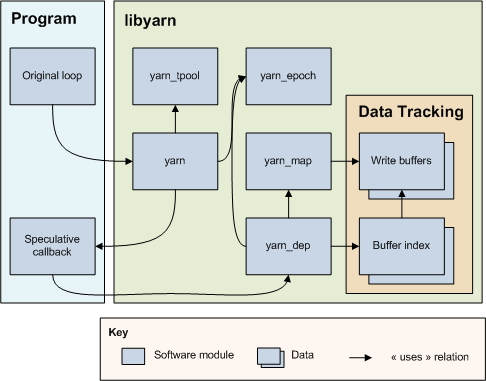 Program
libyarn
Original loop
yarn_tpool
yarn_epoch
Data Tracking
yarn
yarn_map
Write buffers
Speculative
callback
yarn_dep
Buffer index
Key
Software module
Data
« uses » relation